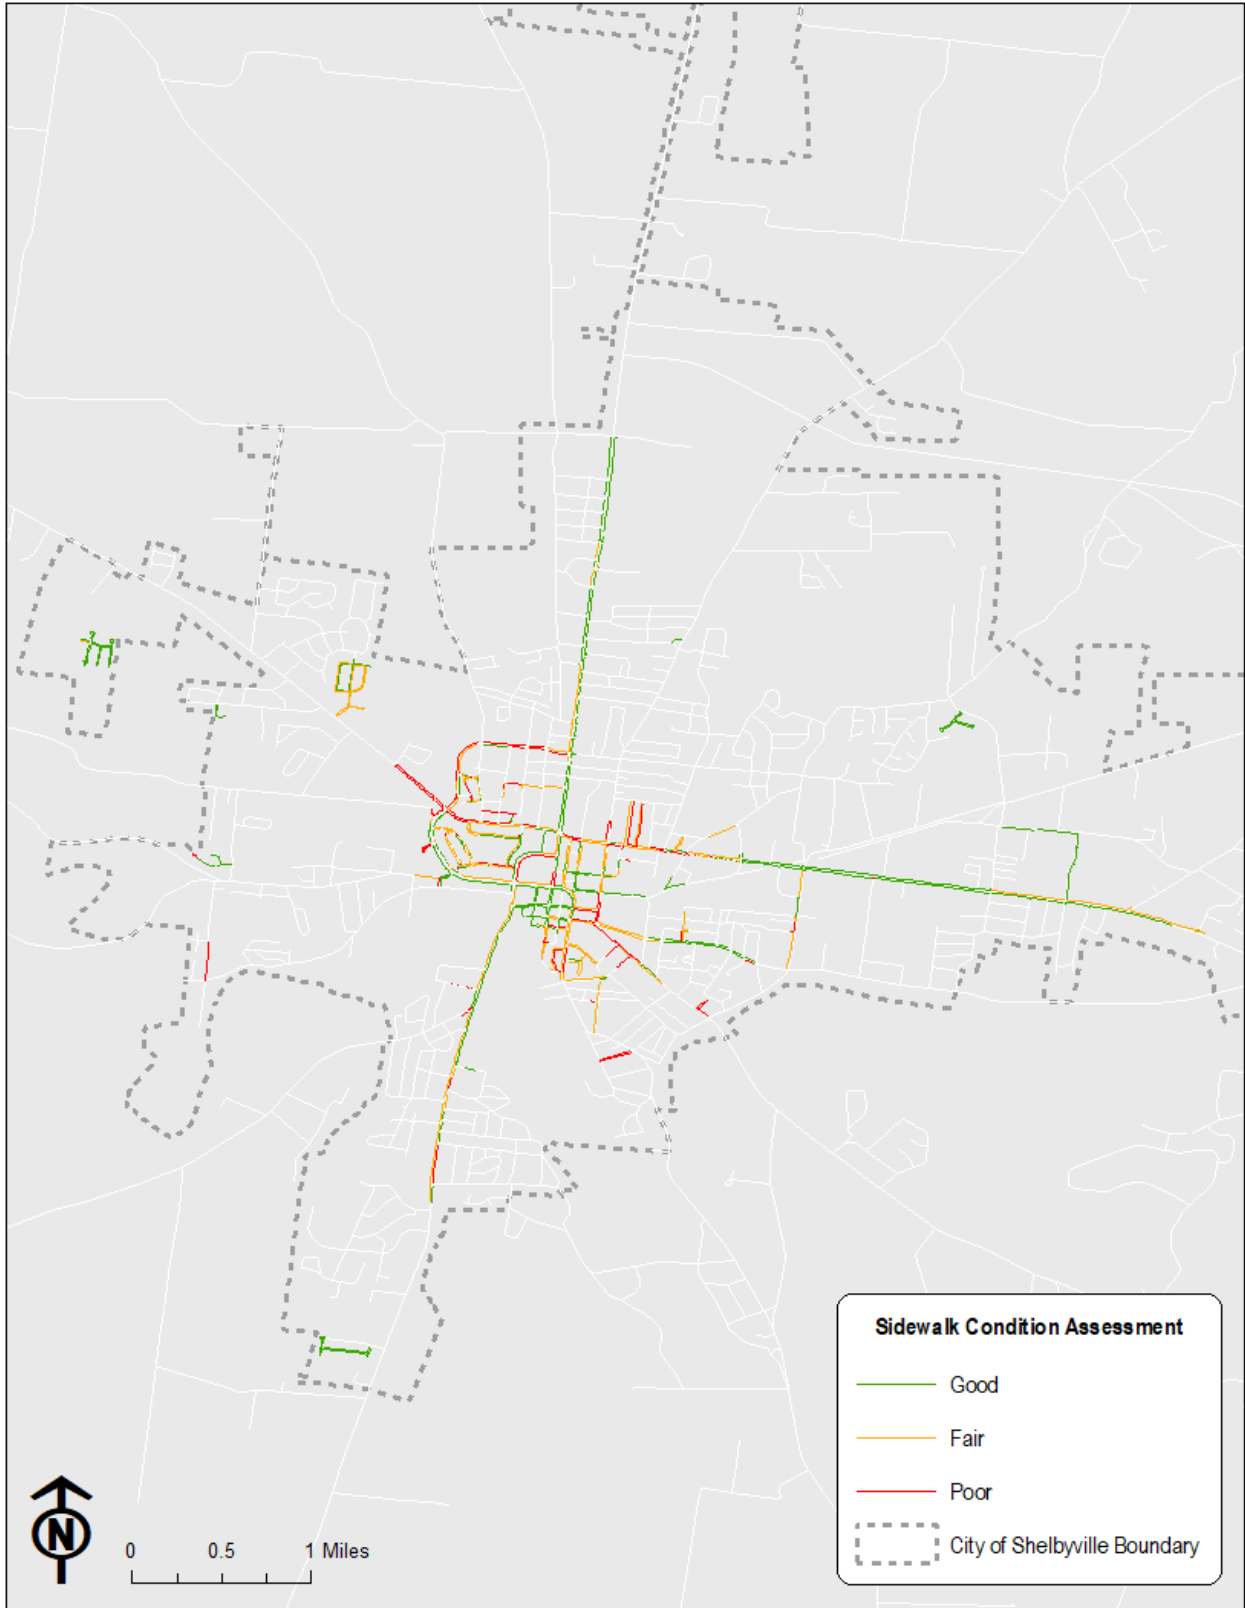 Sidewalk Condition Assessment
Good
Fair
Poor
City of Shelbyville Boundary
N
0 0.5 1 Miles